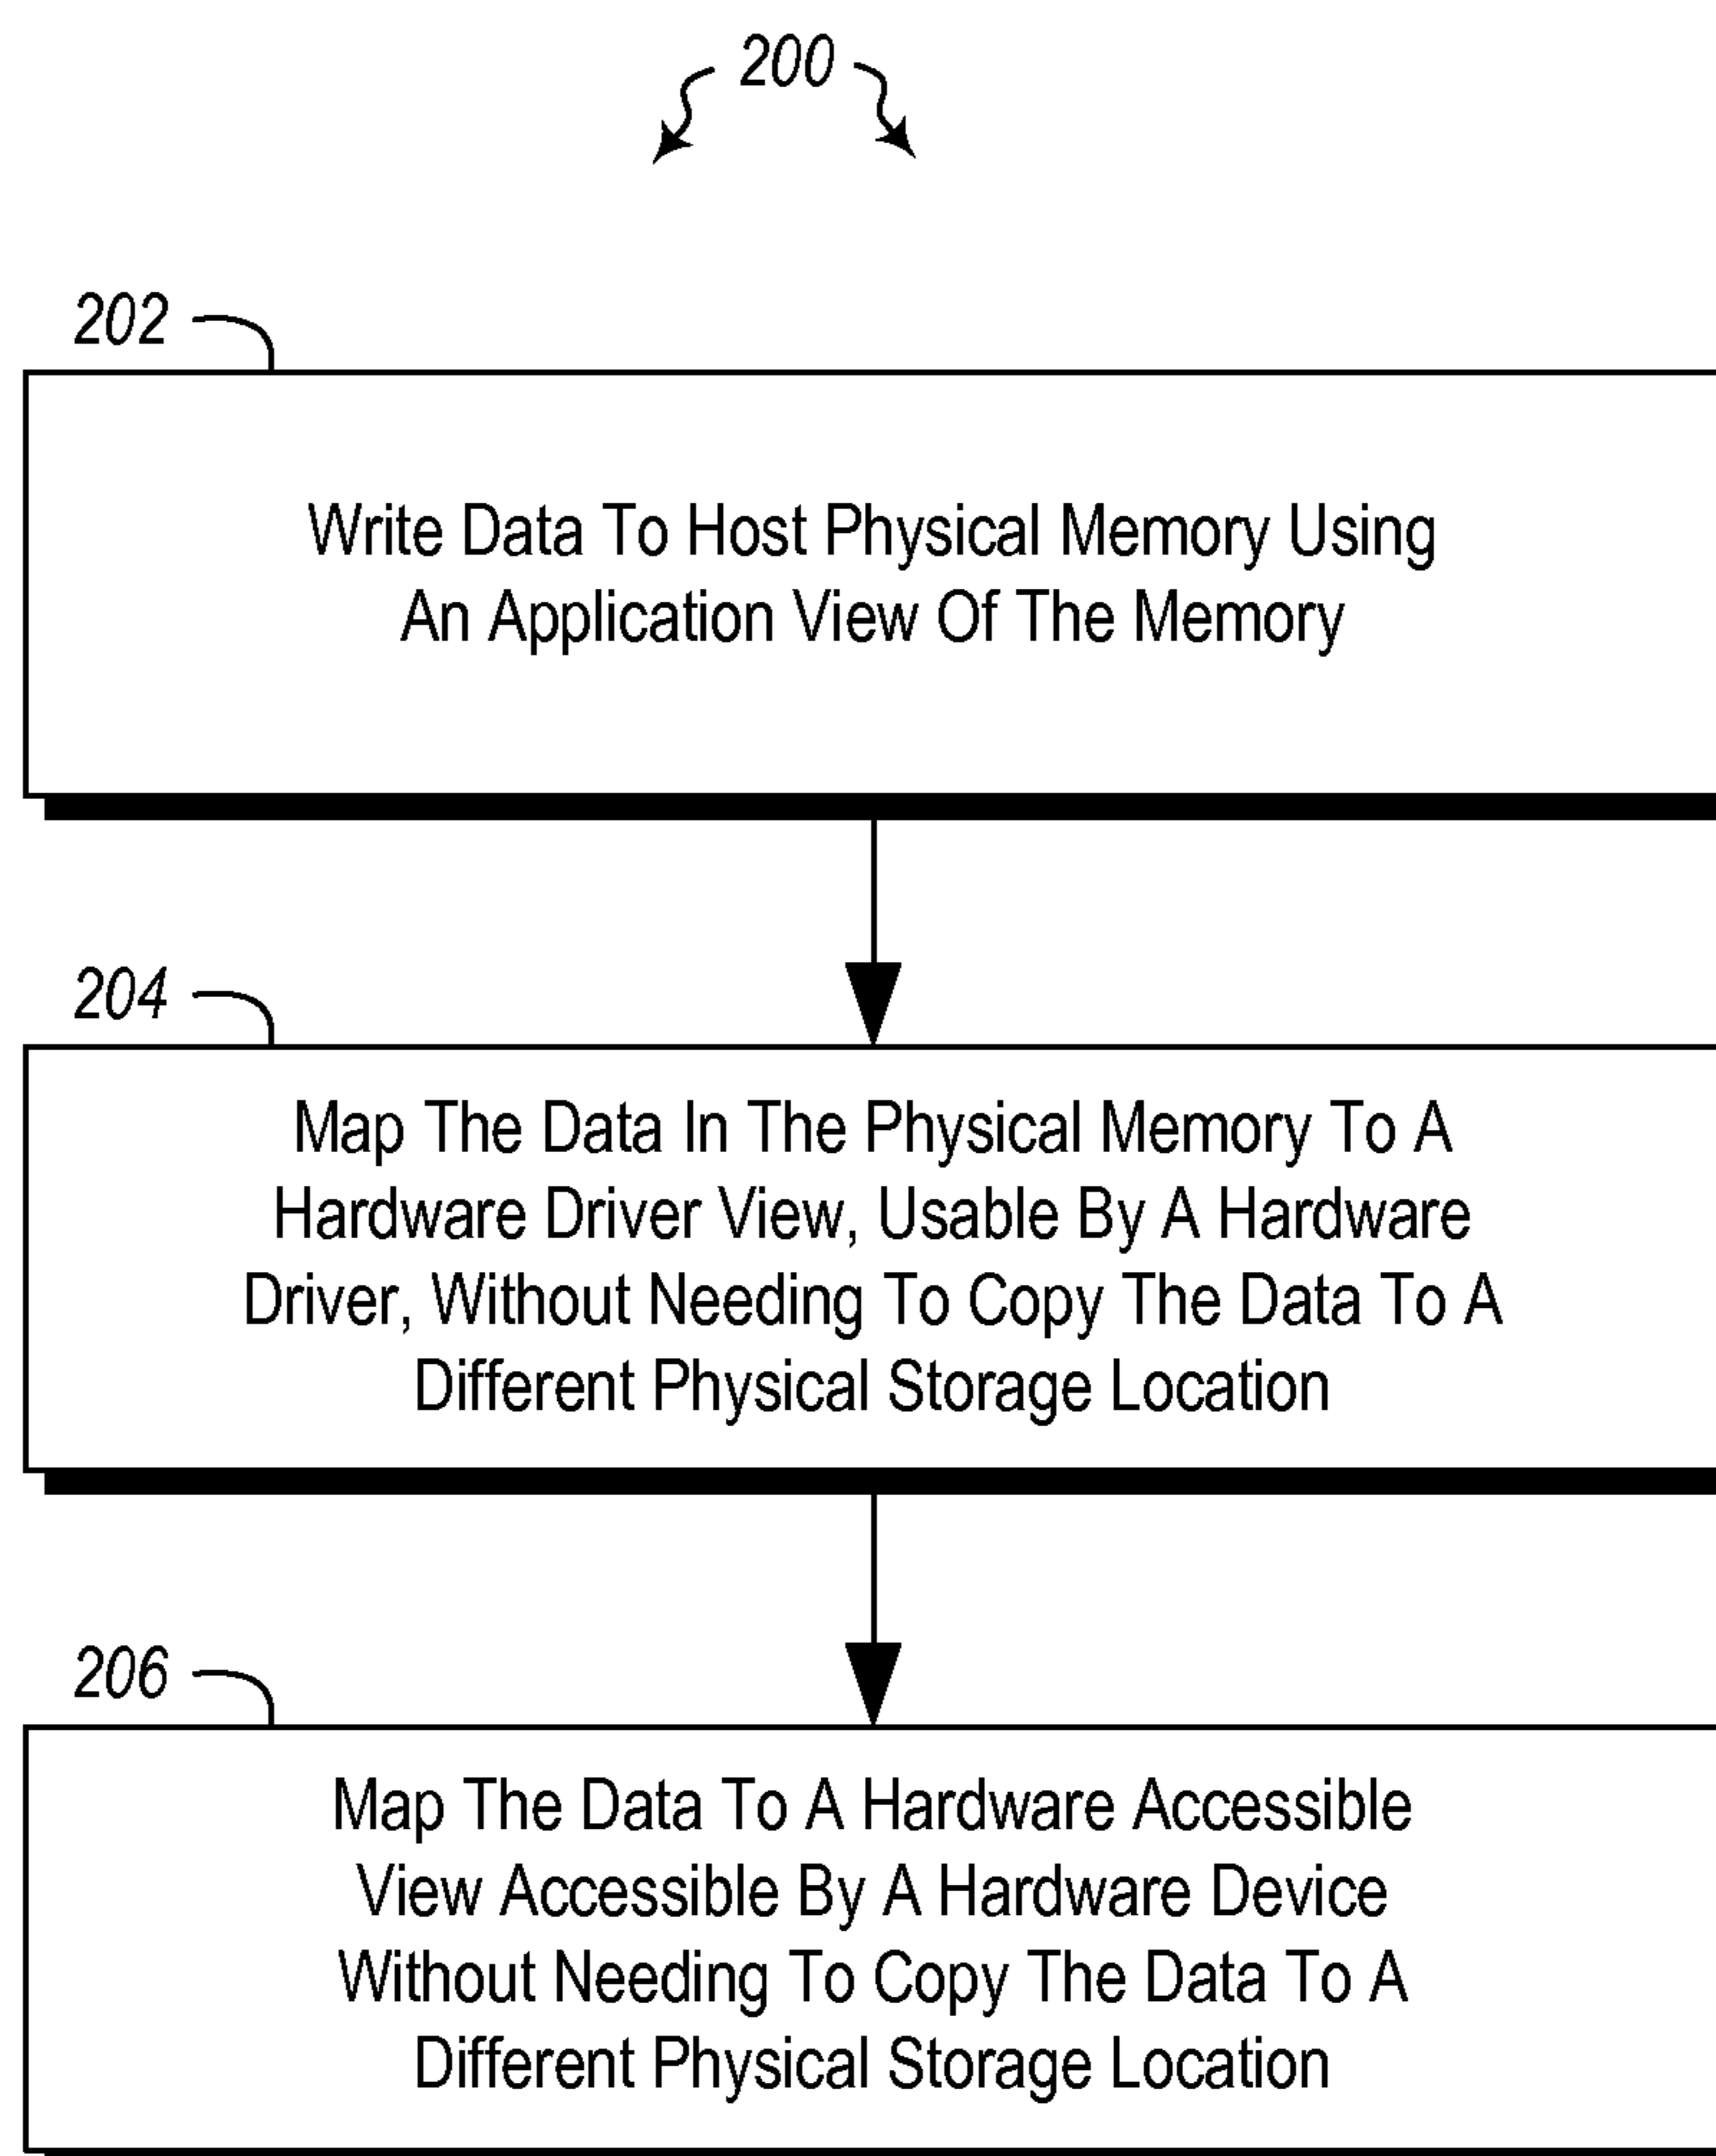 200
202
Write Data To Host Physical Memory Using
An Application View Of The Memory
204
Map The Data In The Physical Memory To A
Hardware Driver View, Usable By A Hardware
Driver, Without Needing To Copy The Data To A
Different Physical Storage Location
206
Map The Data To A Hardware Accessible
View Accessible By A Hardware Device
Without Needing To Copy The Data To A
Different Physical Storage Location